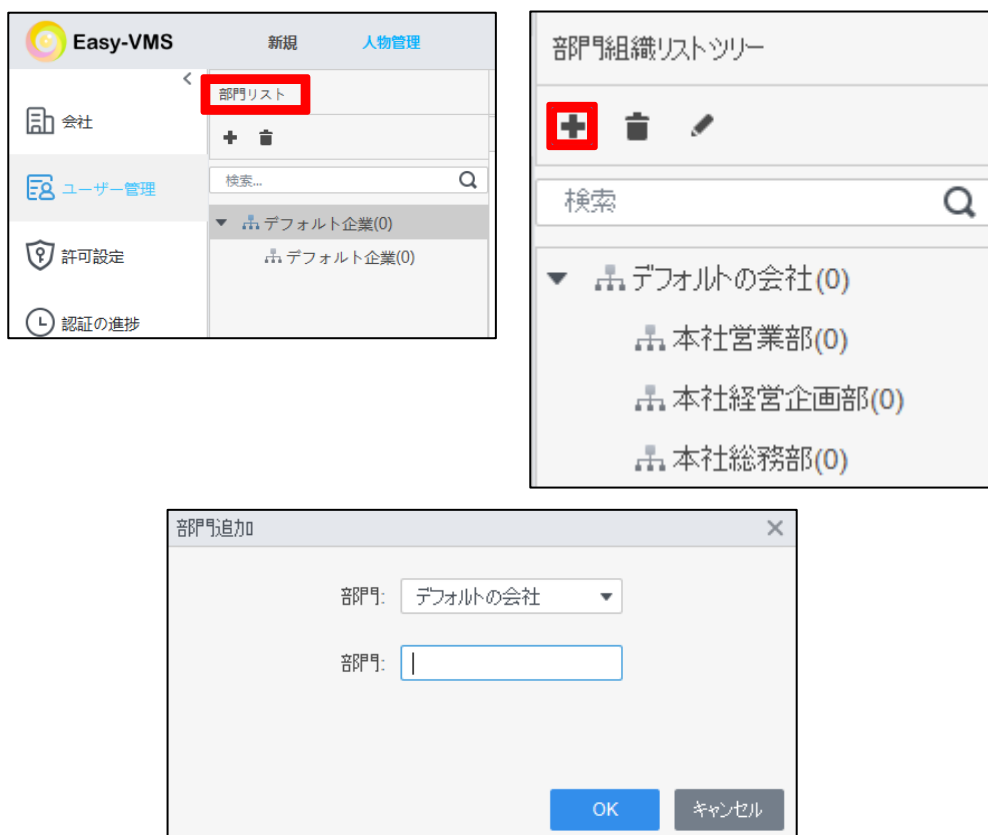 Easy-VMS 新規 人物管理
会社
ユーザー管理
許可設定
認証の進捗
部門リスト
検索...
デフォルト企業(0)
デフォルト企業(0)
部門組織リストツリー
検索
デフォルトの会社(0)
本社営業部(0)
本社経営企画部(0)
本社総務部(0)
部門追加
部門: デフォルトの会社
部門:
OK キャンセル